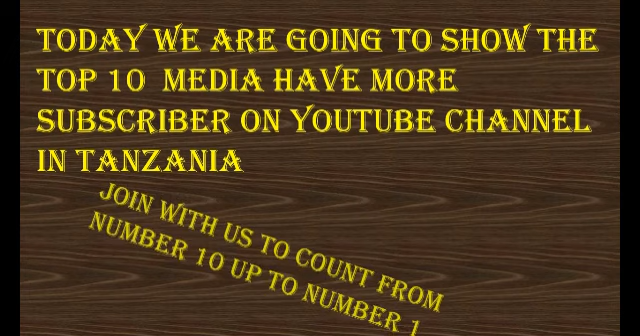 TODAY WE ARE GOING TO SHOW THE
TOP 10 MEDIA HAVE MORE
SUBSCRIBER ON YOUTUBE CHANNEL
IN TANZANIA
JOIN WITH US TO COUNT FROM
NUMBER 10 UP TO NUMBER 1